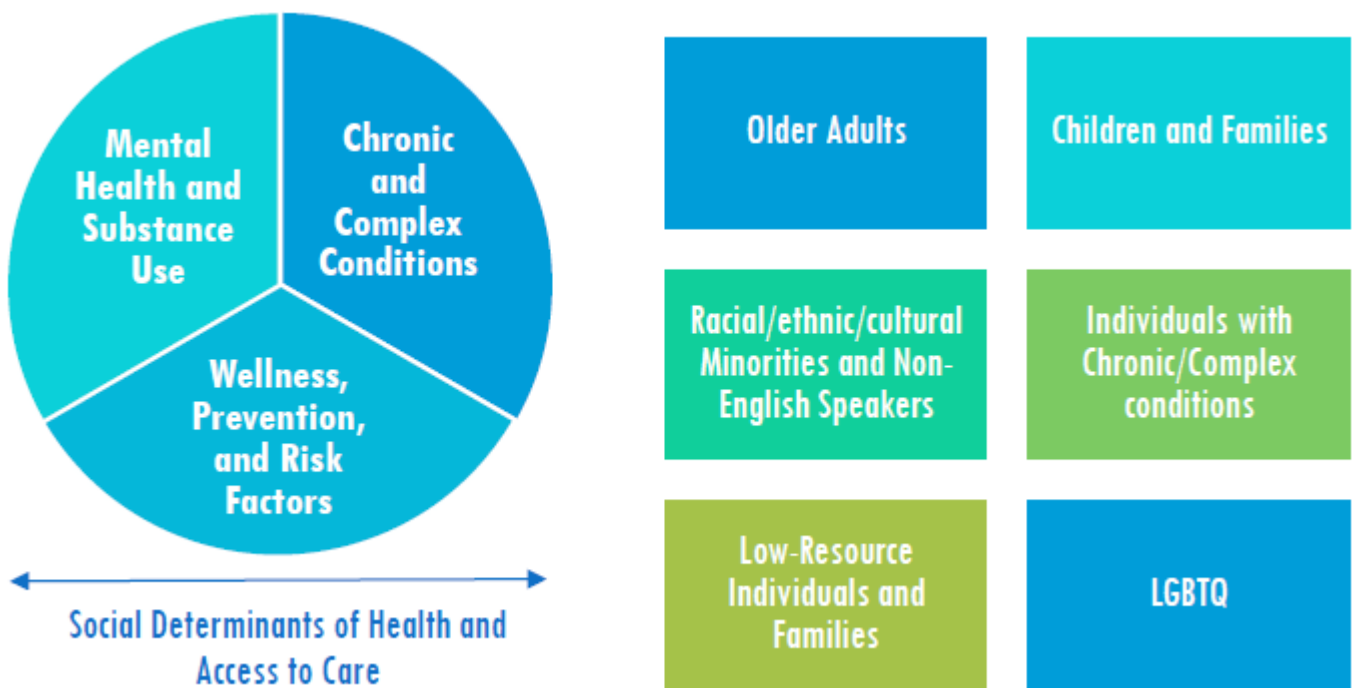 Mental
Health and
Substance
Use
Chronic
and
Complex
Conditions
Wellness,
Prevention,
and Risk
Factors
Social Determinants of Health and
Access to Care
Older Adults
Children and Families
Racial/ethnic/cultural
Minorities and Non-
English Speakers
Individuals with
Chronic/Complex
conditions
Low-Resource
Individuals and
Families
LGBTQ